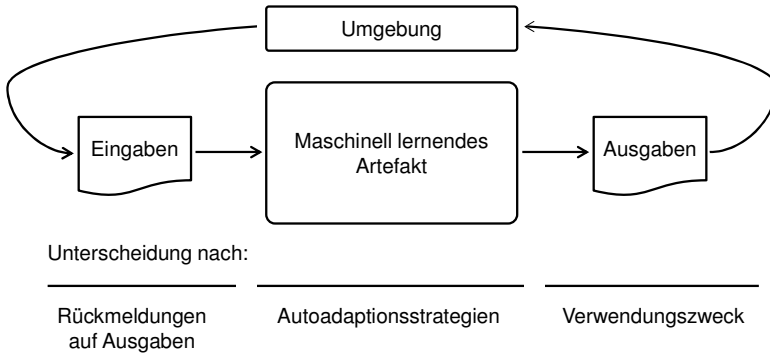 Umgebung
Eingaben
Maschinell lernendes
Artefakt
Ausgaben
Unterscheidung nach:
Rückmeldungen
auf Ausgaben
Autoadaptionsstrategien
Verwendungszweck